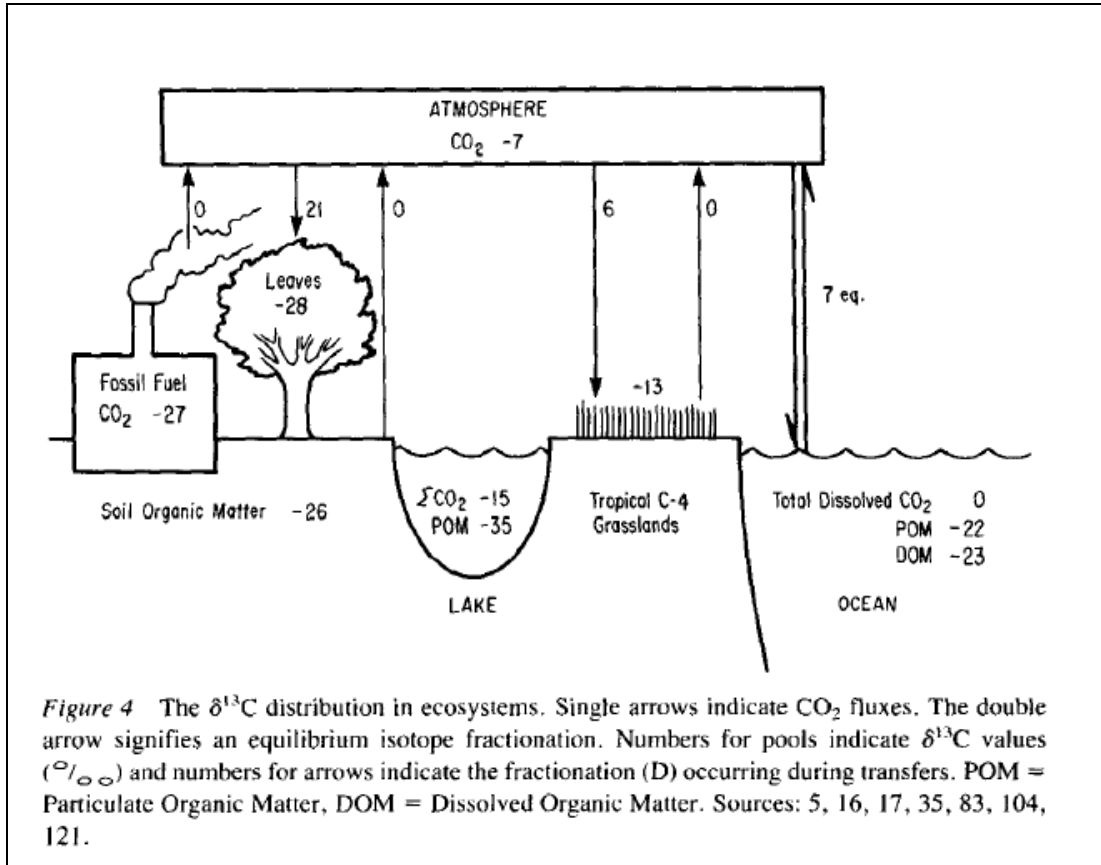 ATMOSPHERE
CO₂ -7
0
21
0
6
0
7 eq.
Leaves
-28
Fossil Fuel
CO₂ -27
-13
Soil Organic Matter -26
ΣCO₂ -15
POM -35
LAKE
Tropical C-4
Grasslands
Total Dissolved CO₂ 0
POM -22
DOM -23
OCEAN
Figure 4 The δ¹³C distribution in ecosystems. Single arrows indicate CO₂ fluxes. The double
arrow signifies an equilibrium isotope fractionation. Numbers for pools indicate δ¹³C values
(°/₀₀) and numbers for arrows indicate the fractionation (D) occurring during transfers. POM =
Particulate Organic Matter, DOM = Dissolved Organic Matter. Sources: 5, 16, 17, 35, 83, 104,
121.